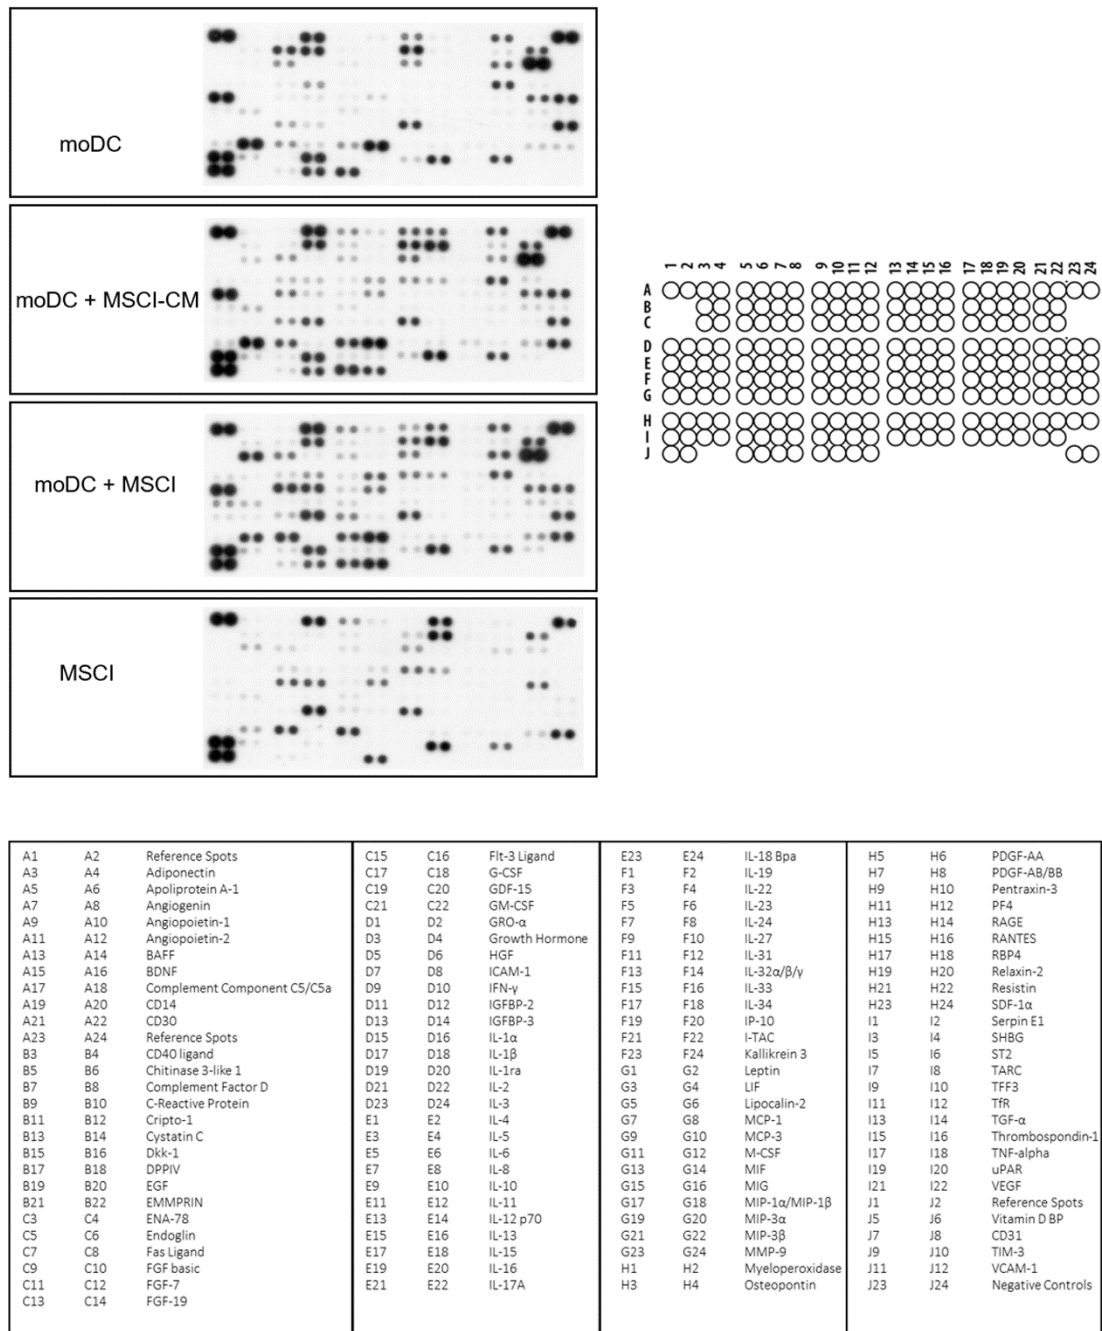 moDC
moDC + MSCI-CM
moDC + MSCI
MSCI
1 2 3 4 5 6 7 8 9 10 11 12 13 14 15 16 17 18 19 20 21 22 23 24
A
B
C
D
E
F
G
H
I
J
A1 A2 Reference Spots
A3 A4 Adiponectin
A5 A6 Apoliprotein A-1
A7 A8 Angiogenin
A9 A10 Angiopoietin-1
A11 A12 Angiopoietin-2
A13 A14 BAFF
A15 A16 BDNF
A17 A18 Complement Component C5/C5a
A19 A20 CD14
A21 A22 CD30
A23 A24 Reference Spots
B3 B4 CD40 ligand
B5 B6 Chitinase 3-like 1
B7 B8 Complement Factor D
B9 B10 C-Reactive Protein
B11 B12 Cripto-1
B13 B14 Cystatin C
B15 B16 Dkk-1
B17 B18 DPPIV
B19 B20 EGF
B21 B22 EMMPRIN
C3 C4 ENA-78
C5 C6 Endoglin
C7 C8 Fas Ligand
C9 C10 FGF basic
C11 C12 FGF-7
C13 C14 FGF-19
C15 C16 Flt-3 Ligand
C17 C18 G-CSF
C19 C20 GDF-15
C21 C22 GM-CSF
D1 D2 GRO-α
D3 D4 Growth Hormone
D5 D6 HGF
D7 D8 ICAM-1
D9 D10 IFN-γ
D11 D12 IGFBP-2
D13 D14 IGFBP-3
D15 D16 IL-1α
D17 D18 IL-1β
D19 D20 IL-1ra
D21 D22 IL-2
D23 D24 IL-3
E1 E2 IL-4
E3 E4 IL-5
E5 E6 IL-6
E7 E8 IL-8
E9 E10 IL-10
E11 E12 IL-11
E13 E14 IL-12 p70
E15 E16 IL-13
E17 E18 IL-15
E19 E20 IL-16
E21 E22 IL-17A
E23 E24 IL-18 Bpa
F1 F2 IL-19
F3 F4 IL-22
F5 F6 IL-23
F7 F8 IL-24
F9 F10 IL-27
F11 F12 IL-31
F13 F14 IL-32α/β/γ
F15 F16 IL-33
F17 F18 IL-34
F19 F20 IP-10
F21 F22 I-TAC
F23 F24 Kallikrein 3
G1 G2 Leptin
G3 G4 LIF
G5 G6 Lipocalin-2
G7 G8 MCP-1
G9 G10 MCP-3
G11 G12 M-CSF
G13 G14 MIF
G15 G16 MIG
G17 G18 MIP-1α/MIP-1β
G19 G20 MIP-3α
G21 G22 MIP-3β
G23 G24 MMP-9
H1 H2 Myeloperoxidase
H3 H4 Osteopontin
H5 H6 PDGF-AA
H7 H8 PDGF-AB/BB
H9 H10 Pentraxin-3
H11 H12 PF4
H13 H14 RAGE
H15 H16 RANTES
H17 H18 RBP4
H19 H20 Relaxin-2
H21 H22 Resistin
H23 H24 SDF-1α
I1 I2 Serpin E1
I3 I4 SHBG
I5 I6 ST2
I7 I8 TARC
I9 I10 TFF3
I11 I12 TfR
I13 I14 TGF-α
I15 I16 Thrombospondin-1
I17 I18 TNF-alpha
I19 I20 uPAR
I21 I22 VEGF
J1 J2 Reference Spots
J5 J6 Vitamin D BP
J7 J8 CD31
J9 J10 TIM-3
J11 J12 VCAM-1
J23 J24 Negative Controls